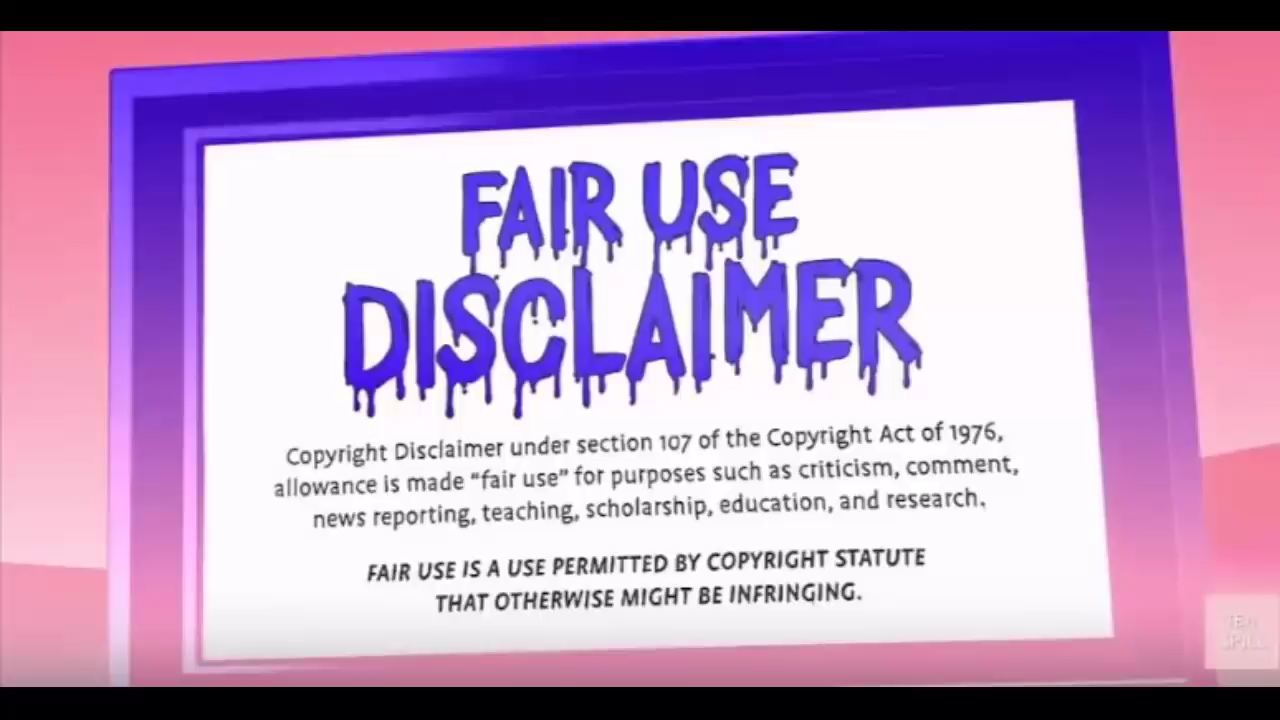 FAIR USE
DISCLAIMER
Copyright Disclaimer under section 107 of the Copyright Act of 1976,
allowance is made “fair use” for purposes such as criticism, comment,
news reporting, teaching, scholarship, education, and research.
FAIR USE IS A USE PERMITTED BY COPYRIGHT STATUTE
THAT OTHERWISE MIGHT BE INFRINGING.
TEA
SPILL